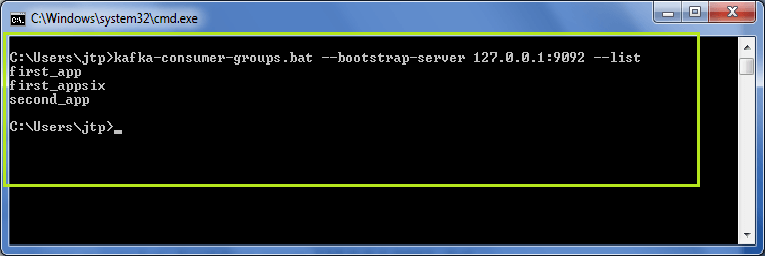 C:\Windows\system32\cmd.exe
C:\Users\jtp>kafka-consumer-groups.bat --bootstrap-server 127.0.0.1:9092 --list
first_app
first_appsix
second_app
C:\Users\jtp>_